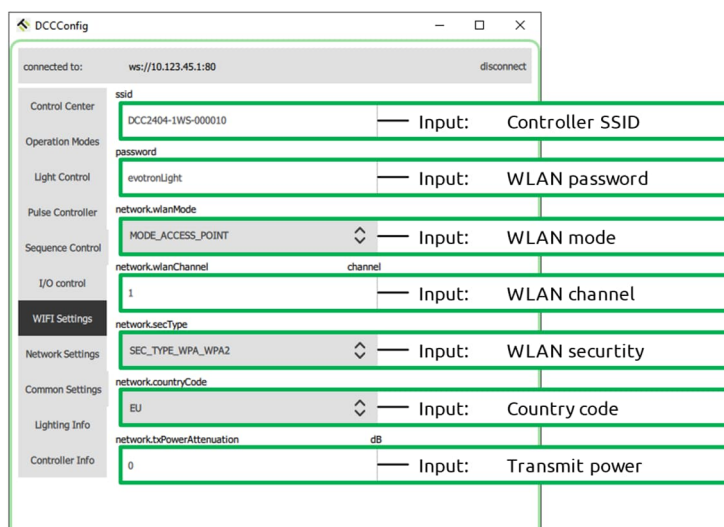 DCCConfig
connected to: ws://10.123.45.1:80 disconnect
Control Center
Operation Modes
Light Control
Pulse Controller
Sequence Control
I/O control
WIFI Settings
Network Settings
Common Settings
Lighting Info
Controller Info
ssid
DCC2404-1WS-000010 Input: Controller SSID
password
evotronLight Input: WLAN password
network.wlanMode
MODE_ACCESS_POINT Input: WLAN mode
network.wlanChannel channel
1 Input: WLAN channel
network.secType
SEC_TYPE_WPA_WPA2 Input: WLAN securtity
network.countryCode
EU Input: Country code
network.txPowerAttenuation dB
0 Input: Transmit power